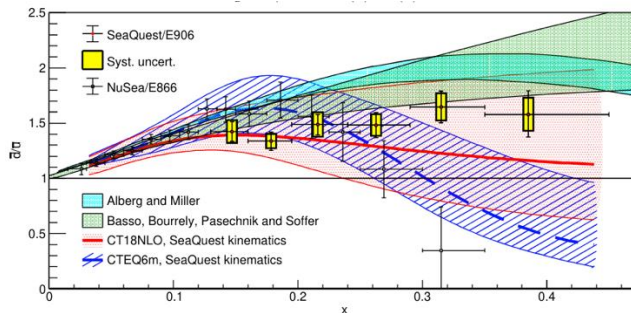 2.5
SeaQuest/E906
2
Syst. uncert.
NuSea/E866
1.5
d̄/ū
1
Alberg and Miller
Basso, Bourrely, Pasechnik and Soffer
0.5
CT18NLO, SeaQuest kinematics
CTEQ6m, SeaQuest kinematics
0
0 0.1 0.2 0.3 0.4
x